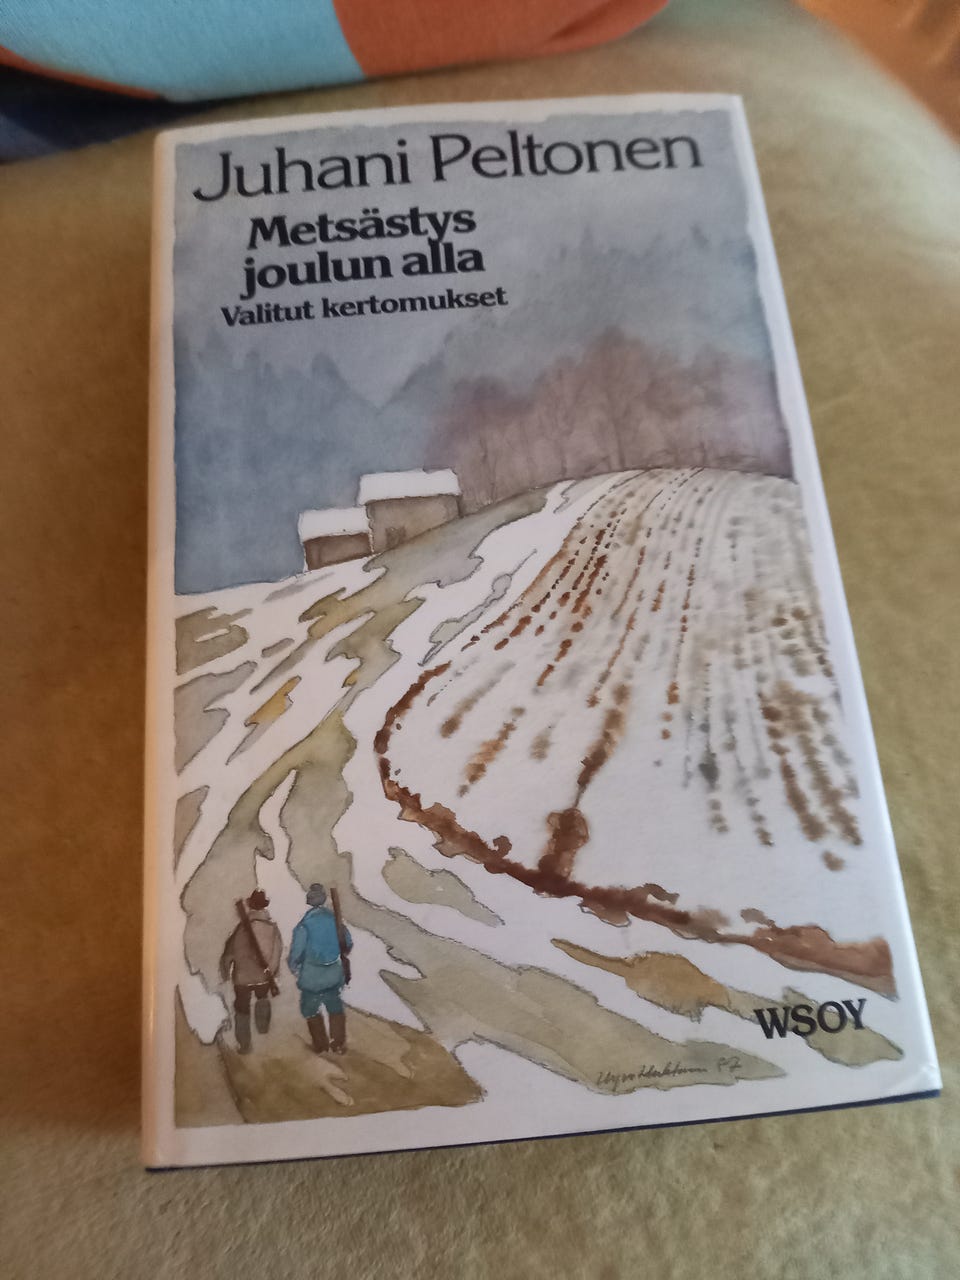 Juhani Peltonen
Metsästys
joulun alla
Valitut kertomukset
WSOY